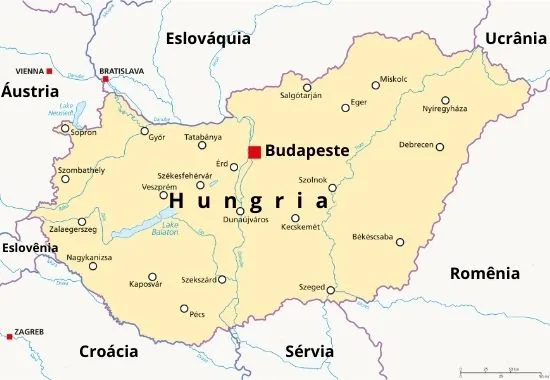 Eslováquia
Ucrânia
VIENNA
BRATISLAVA
Áustria
Lake
Neusiedl
Salgótarján
Miskolc
Eger
Nyíregyháza
Sopron
Győr
Tatabánya
Budapeste
Debrecen
Érd
Szombathely
Székesfehérvár
Veszprém
Szolnok
Hungria
Dunaújváros
Kecskemét
Zalaegerszeg
Lake
Balaton
Békéscsaba
Eslovênia
Nagykanizsa
Kaposvár
Szekszárd
Szeged
Romênia
Pécs
ZAGREB
Croácia
Sérvia